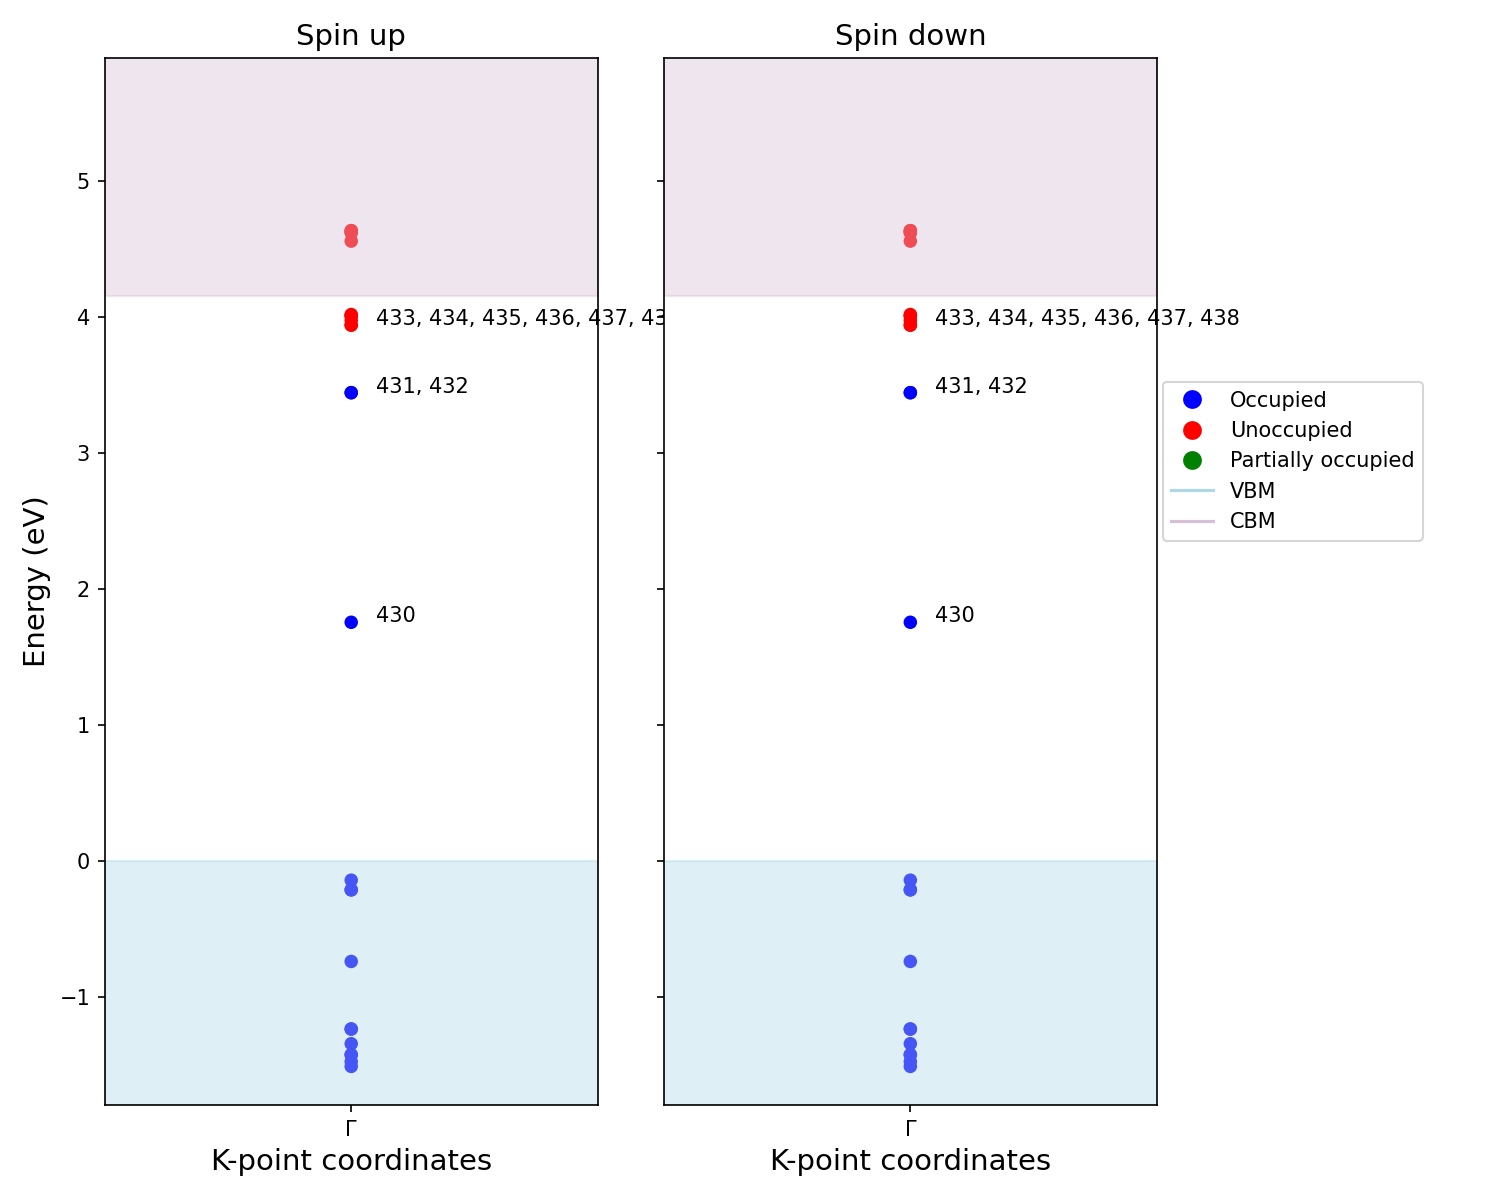 Spin up
Spin down
5
4
3
2
1
0
−1
Energy (eV)
433, 434, 435, 436, 437, 43
431, 432
430
433, 434, 435, 436, 437, 438
431, 432
430
Occupied
Unoccupied
Partially occupied
VBM
CBM
Γ
Γ
K-point coordinates
K-point coordinates